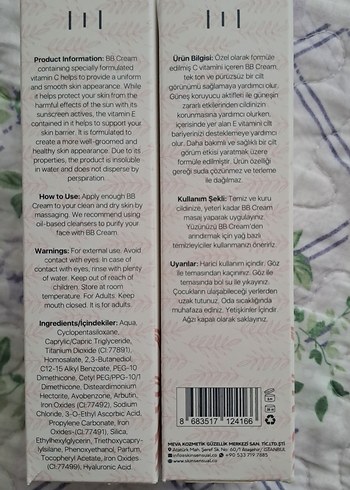 Product Information: BB Cream
containing specially formulated
vitamin C helps to provide a uniform
and smooth skin appearance. While
it helps protect your skin from the
harmful effects of the sun with its
sunscreen actives, the vitamin E
contained in it helps to support your
skin barrier. It is formulated to
create a more well-groomed and
healthy skin appearance. Due to its
properties, the product is insoluble
in water and does not disperse by
perspiration.
How to Use: Apply enough BB
Cream to your clean and dry skin by
massaging. We recommend using
oil-based cleansers to purify your
face with BB Cream.
Warnings: For external use. Avoid
contact with eyes. In case of
contact with eyes, rinse with plenty
of water. Keep out of reach of
children. Store at room
temperature. For Adults. Keep
mouth closed. It is for adults.
Ingredients/İçindekiler: Aqua,
Cyclopentasiloxane,
Caprylic/Capric Triglyceride,
Titanium Dioxide (CI:77891),
Homosalate, 2,3-Butanediol,
C12-15 Alkyl Benzoate, PEG-10
Dimethicone, Cetyl PEG/PPG-10/1
Dimethicone, Disteardimonium
Hectorite, Avobenzone, Arbutin,
Iron Oxides (CI:77492), Sodium
Chloride, 3-O-Ethyl Ascorbic Acid,
Propylene Carbonate, Iron
Oxides-(CI:77491), Silica,
Ethylhexylglycerin, Triethoxycapry-
lylsilane, Phenoxyethanol, Parfum,
Tocopheryl Acetate, Iron Oxides
(CI:77499), Hyaluronic Acid.
Ürün Bilgisi: Özel olarak formüle
edilmiş C vitamini içeren BB Cream,
tek ton ve pürüzsüz bir cilt
görünümü sağlamaya yardımcı olur.
Güneş koruyucu aktifleri ile güneşin
zararlı etkilerinden cildinizin
korunmasına yardımcı olurken,
içerisinde yer alan E vitamini cilt
bariyerinizi desteklemeye yardımcı
olur. Daha bakımlı ve sağlıklı bir cilt
görüm etkisi yaratmak üzere
formüle edilmiştir. Ürün özelliği
gereği suda çözünmez ve terleme
ile dağılmaz.
Kullanım Şekli: Temiz ve kuru
cildinize, yeteri kadar BB Cream
masaj yaparak uygulayınız.
Yüzünüzü BB Cream'den
arındırmak için yağ bazlı
temizleyiciler kullanmanızı öneririz.
Uyarılar: Harici kullanım içindir. Göz
ile temasından kaçınınız. Göz ile
temasında bol su ile yıkayınız.
Çocukların ulaşabileceği yerlerden
uzak tutunuz. Oda sıcaklığında
muhafaza ediniz. Yetişkinler İçindir
Ağzı kapalı olarak saklayınız.
8 683517 124166
MEVA KOZMETİK GÜZELLİK MERKEZİ SAN. TİC.LTD.ŞTİ